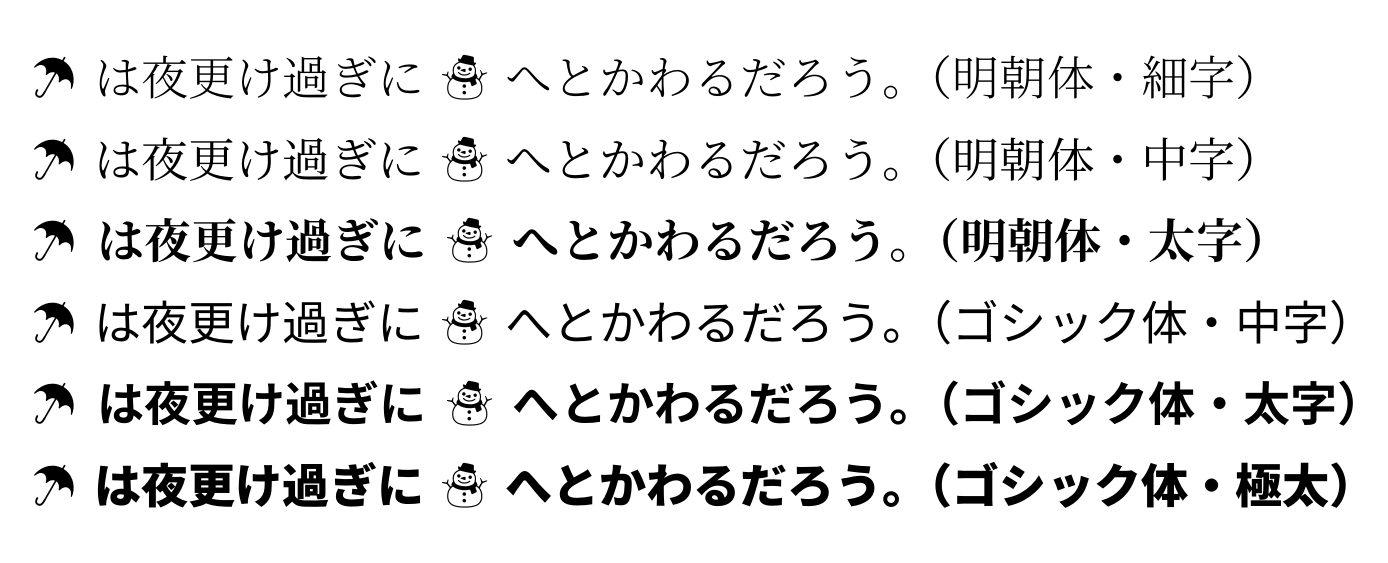 ☂ は夜更け過ぎに ☃ へとかわるだろう。（明朝体・細字）
☂ は夜更け過ぎに ☃ へとかわるだろう。（明朝体・中字）
☂ は夜更け過ぎに ☃ へとかわるだろう。（明朝体・太字）
☂ は夜更け過ぎに ☃ へとかわるだろう。（ゴシック体・中字）
☂ は夜更け過ぎに ☃ へとかわるだろう。（ゴシック体・太字）
☂ は夜更け過ぎに ☃ へとかわるだろう。（ゴシック体・極太）